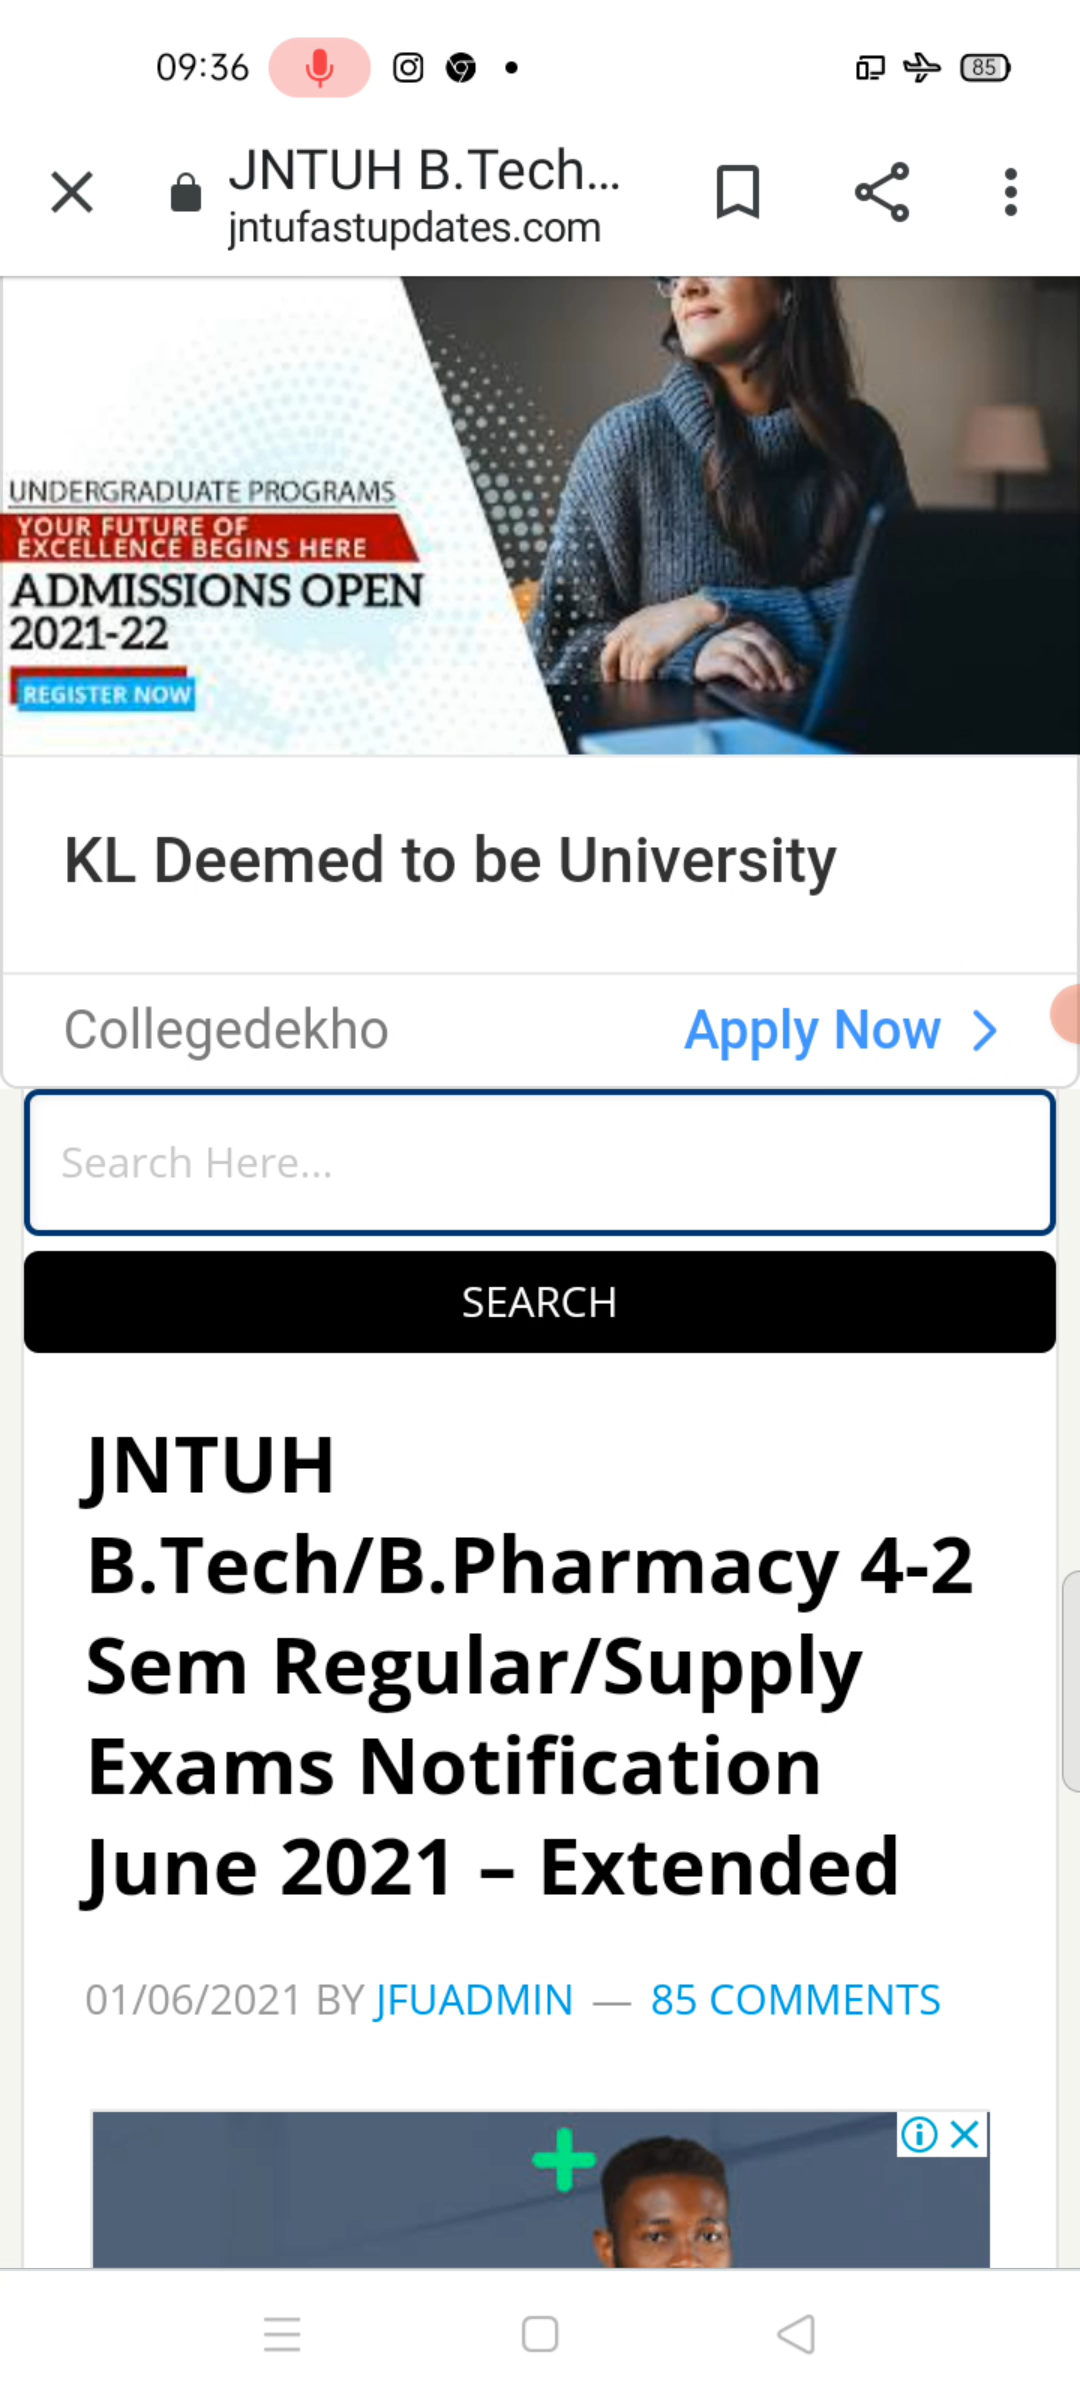 09:36
85
JNTUH B.Tech...
jntufastupdates.com
UNDERGRADUATE PROGRAMS
YOUR FUTURE OF
EXCELLENCE BEGINS HERE
ADMISSIONS OPEN
2021-22
REGISTER NOW
KL Deemed to be University
Collegedekho
Apply Now
Search Here...
SEARCH
JNTUH
B.Tech/B.Pharmacy 4-2
Sem Regular/Supply
Exams Notification
June 2021 – Extended
01/06/2021 BY JFUADMIN — 85 COMMENTS